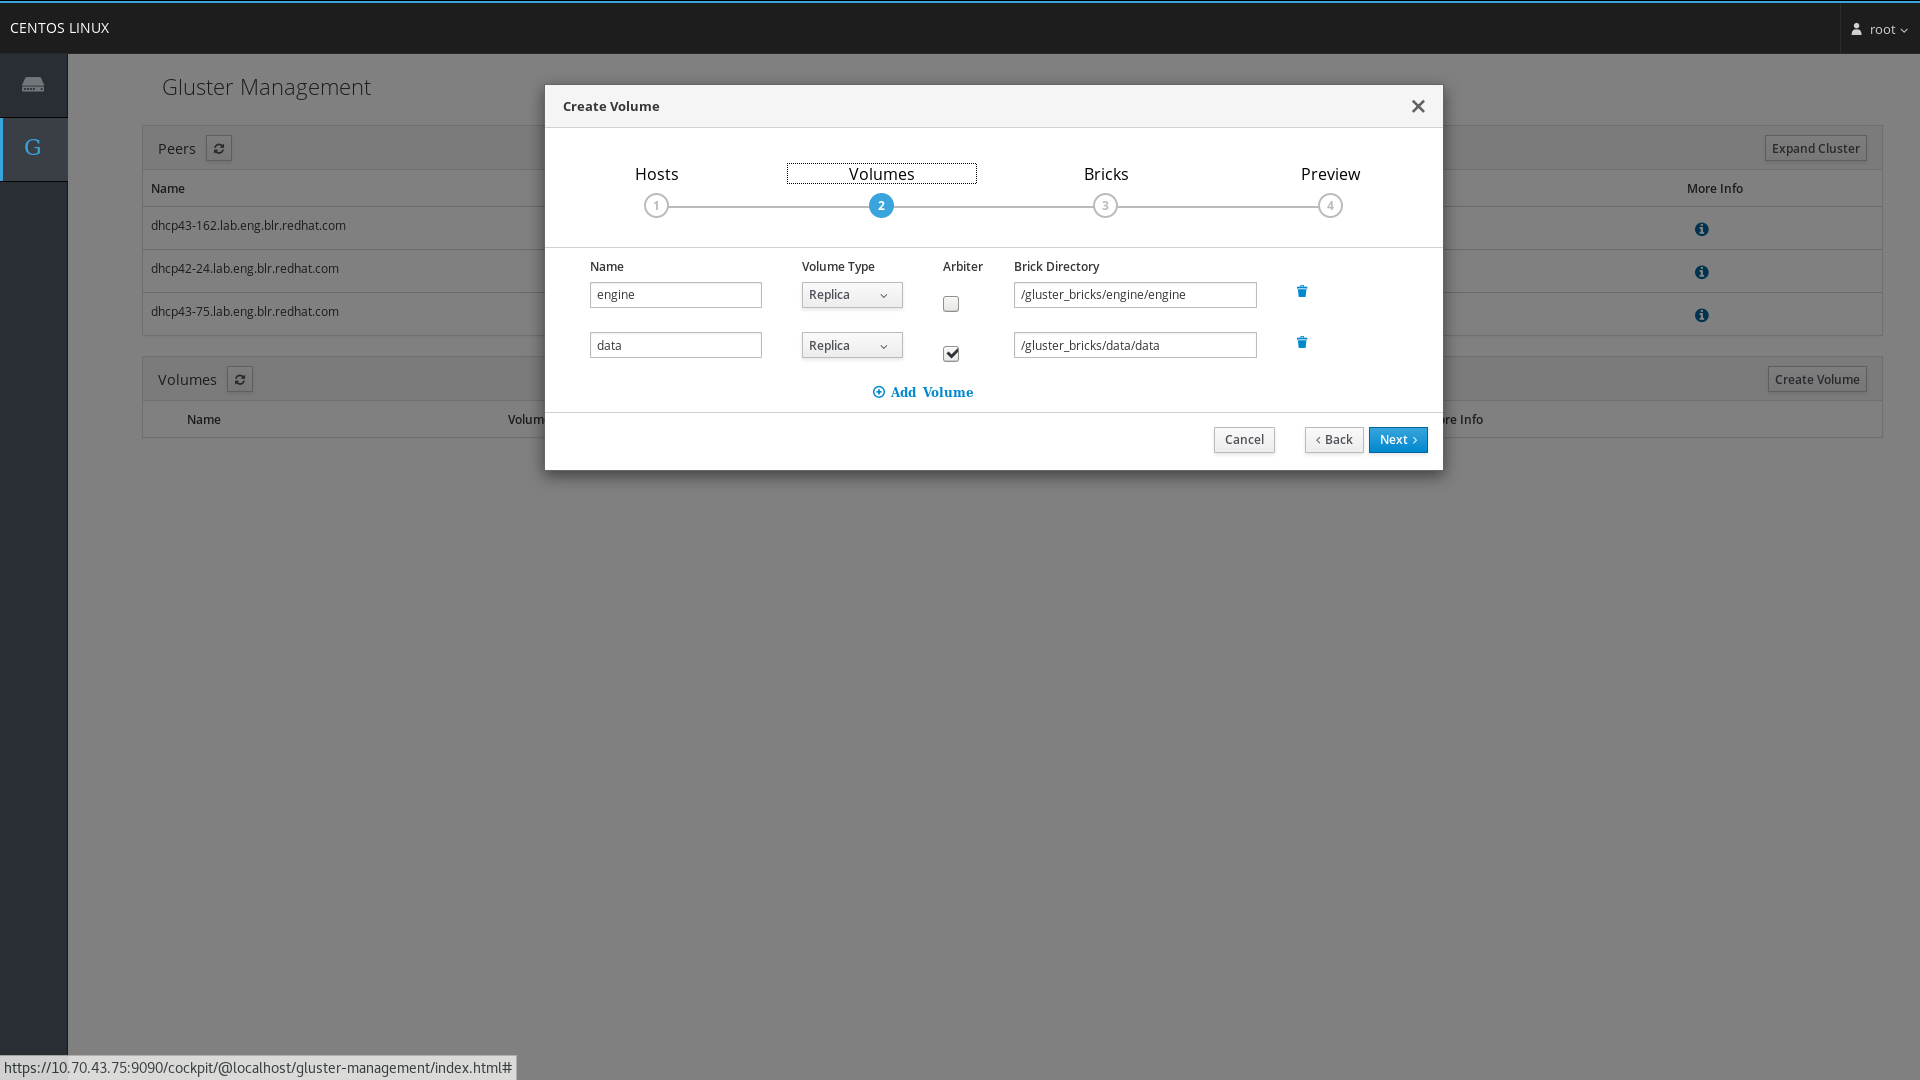 CENTOS LINUX
root
Gluster Management
G
Peers
Expand Cluster
Name
More Info
dhcp43-162.lab.eng.blr.redhat.com
dhcp42-24.lab.eng.blr.redhat.com
dhcp43-75.lab.eng.blr.redhat.com
Volumes
Create Volume
Name
Volum
re Info
Create Volume
Hosts Volumes Bricks Preview
1 2 3 4
Name Volume Type Arbiter Brick Directory
engine Replica /gluster_bricks/engine/engine
data Replica /gluster_bricks/data/data
Add Volume
Cancel Back Next
https://10.70.43.75:9090/cockpit/@localhost/gluster-management/index.html#